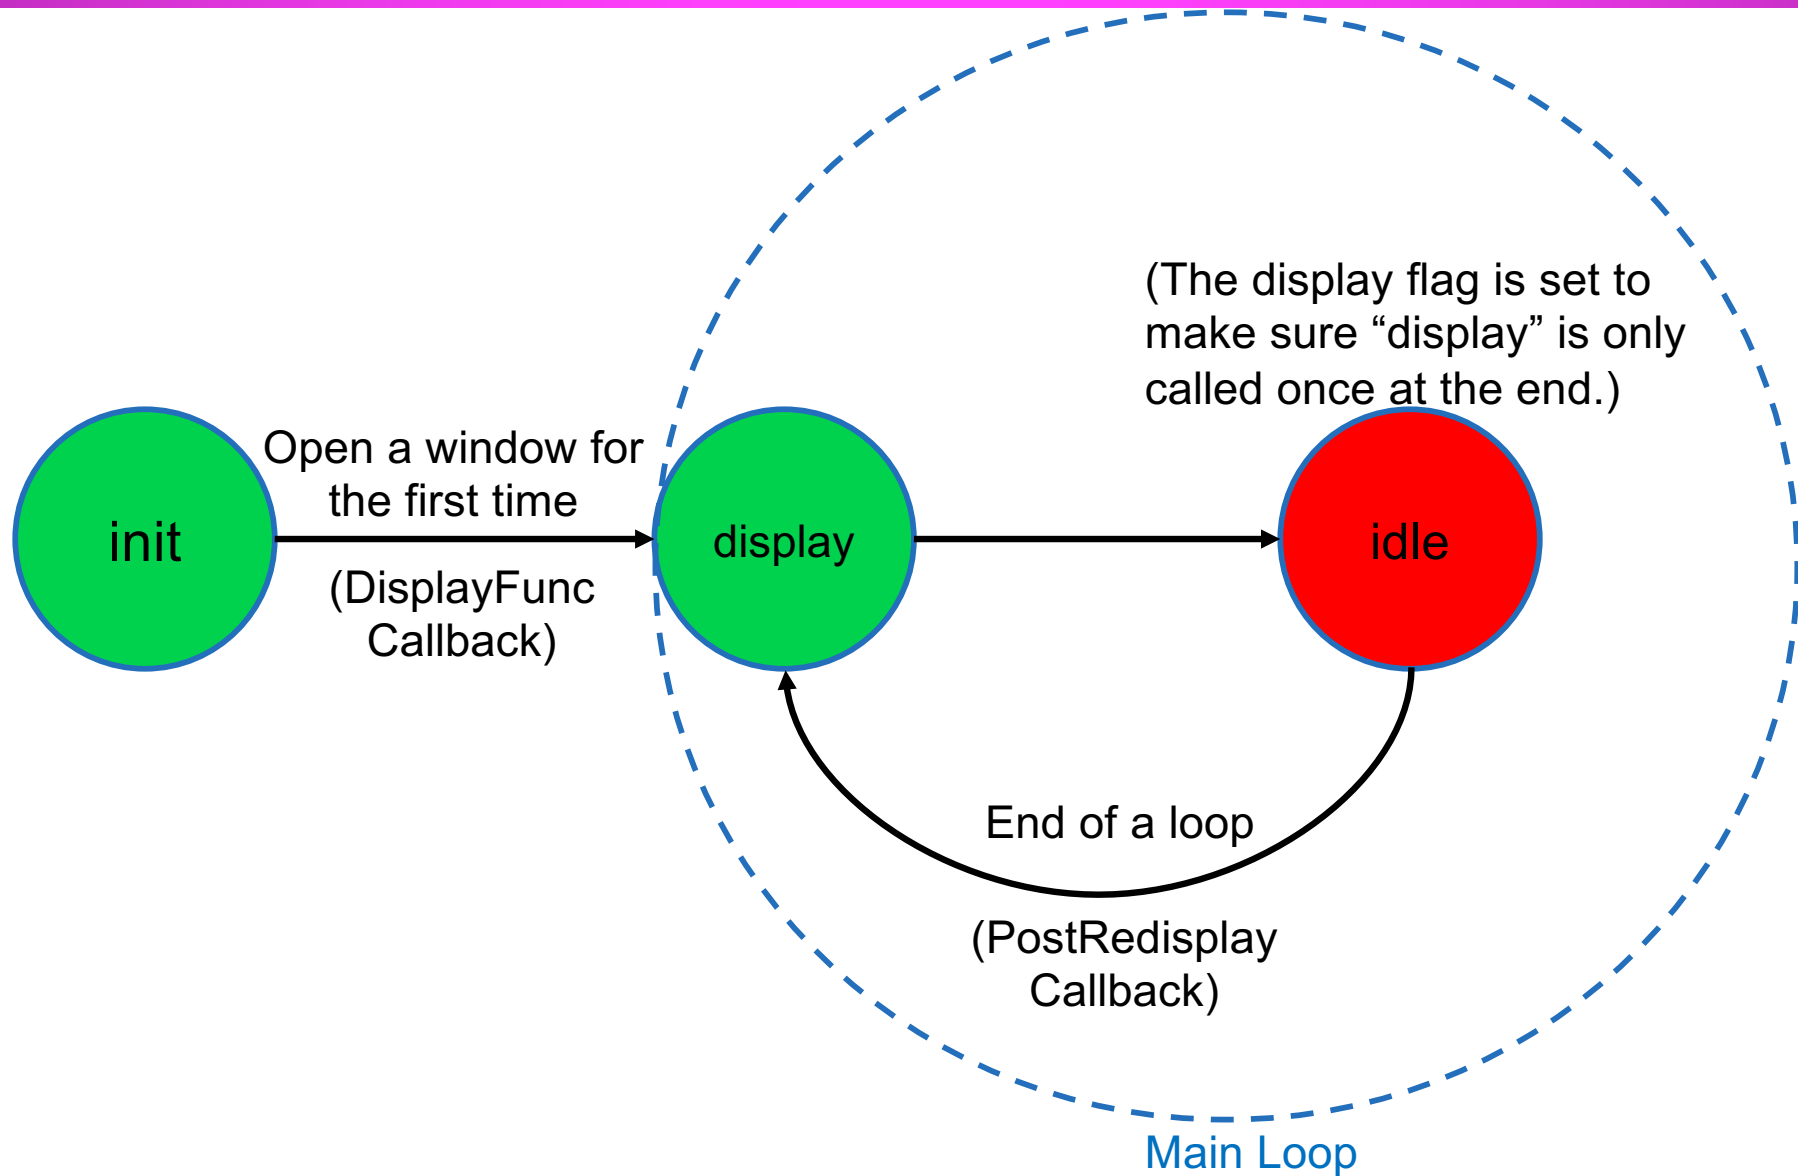 (The display flag is set to
make sure “display” is only
called once at the end.)
Open a window for
the first time
init
display
idle
(DisplayFunc
Callback)
End of a loop
(PostRedisplay
Callback)
Main Loop